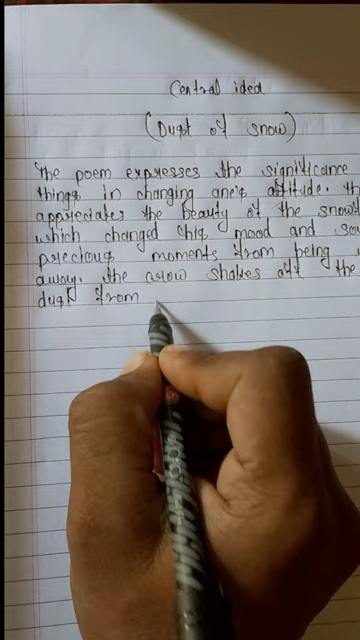 Central idea
(Dust of snow)
The poem expresses the significance
things in changing one's attitude. Th
appreciates the beauty of the snowf
which changed his mood and
precious moments from being
away. the crow shakes off the
dust from